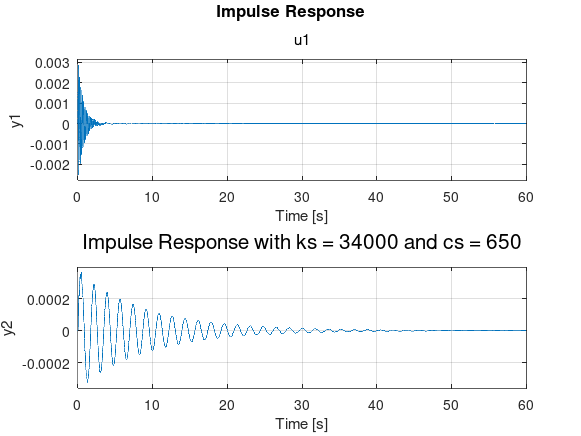 Impulse Response
u1
0.003
0.002
0.001
0
-0.001
-0.002
y1
0 10 20 30 40 50 60
Time [s]
Impulse Response with ks = 34000 and cs = 650
0.0002
0
-0.0002
y2
0 10 20 30 40 50 60
Time [s]